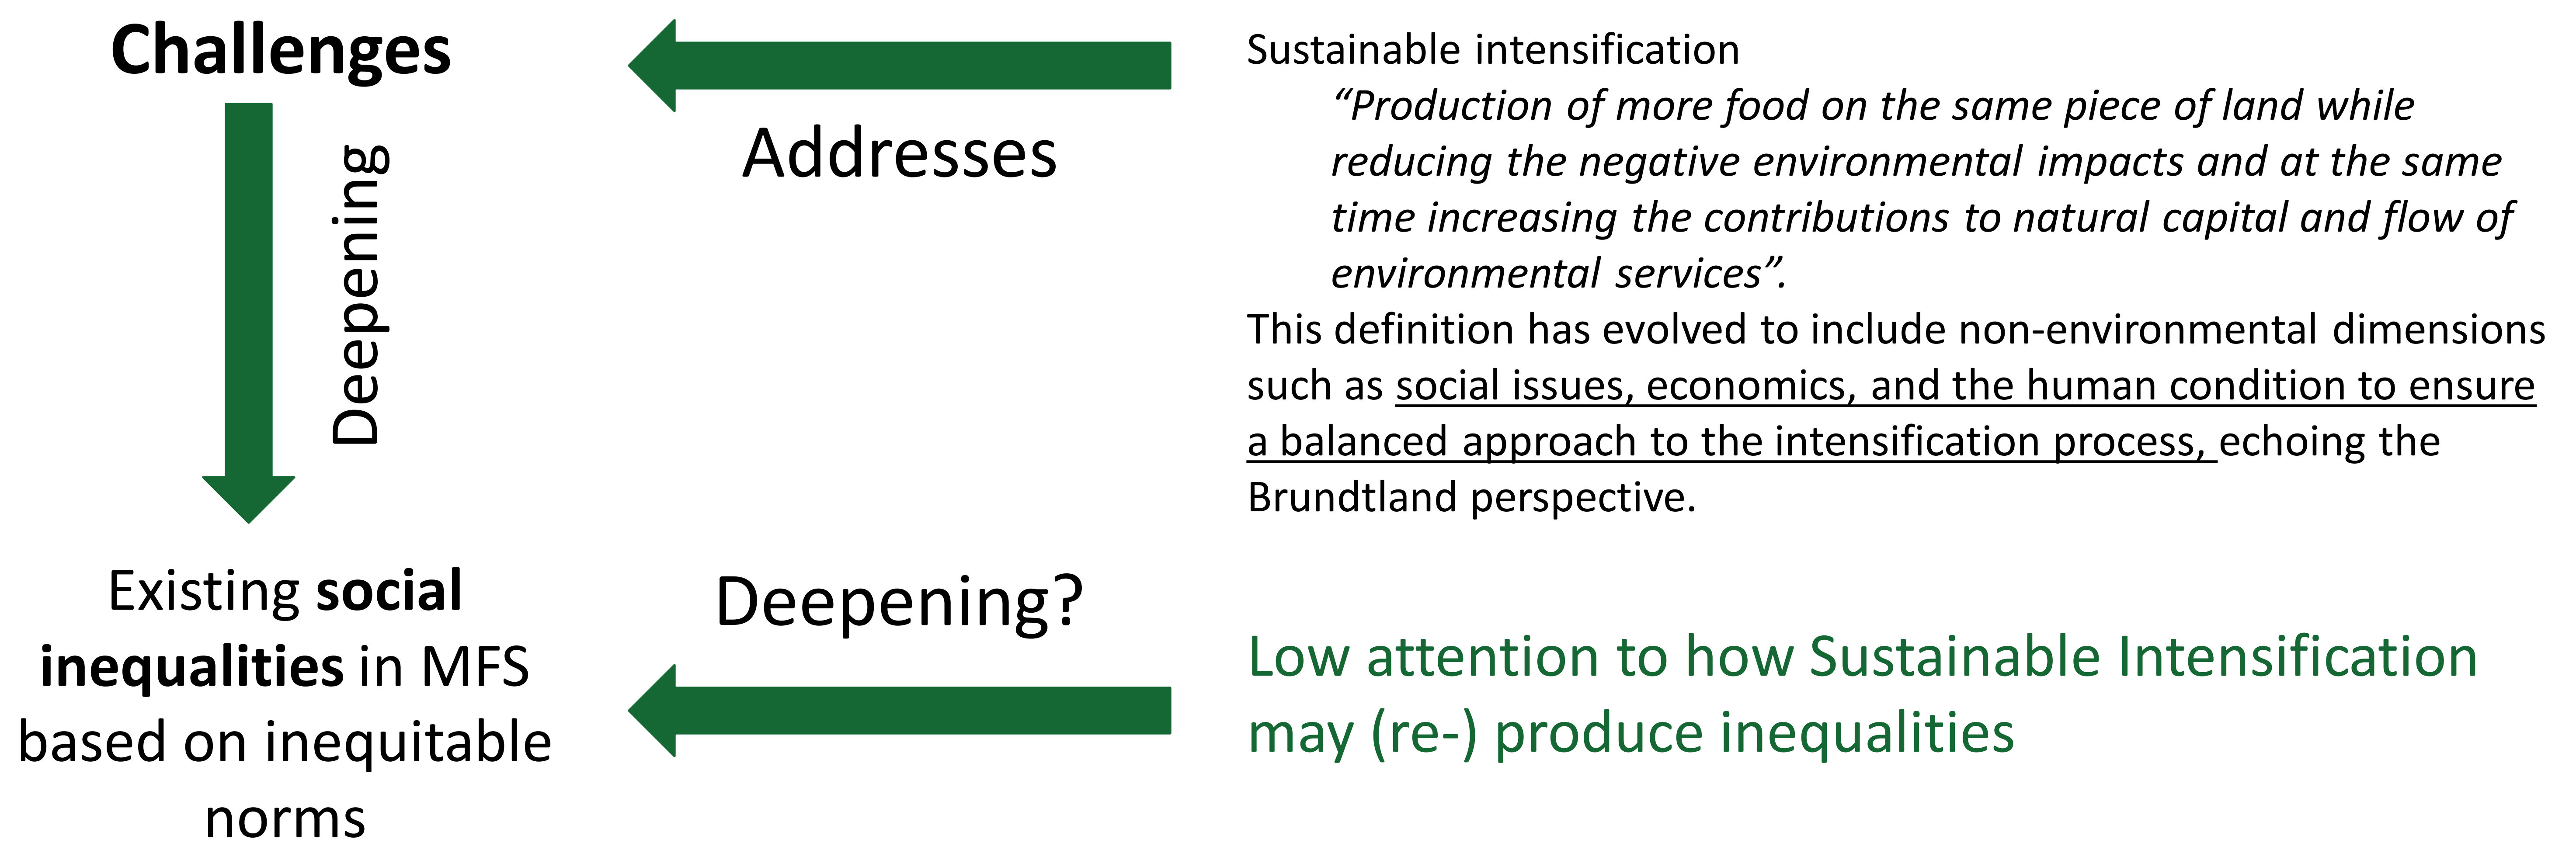 Challenges
Deepening
Existing social
inequalities in MFS
based on inequitable
norms
Addresses
Deepening?
Sustainable intensification
“Production of more food on the same piece of land while
reducing the negative environmental impacts and at the same
time increasing the contributions to natural capital and flow of
environmental services”.
This definition has evolved to include non-environmental dimensions
such as social issues, economics, and the human condition to ensure
a balanced approach to the intensification process, echoing the
Brundtland perspective.
Low attention to how Sustainable Intensification
may (re-) produce inequalities